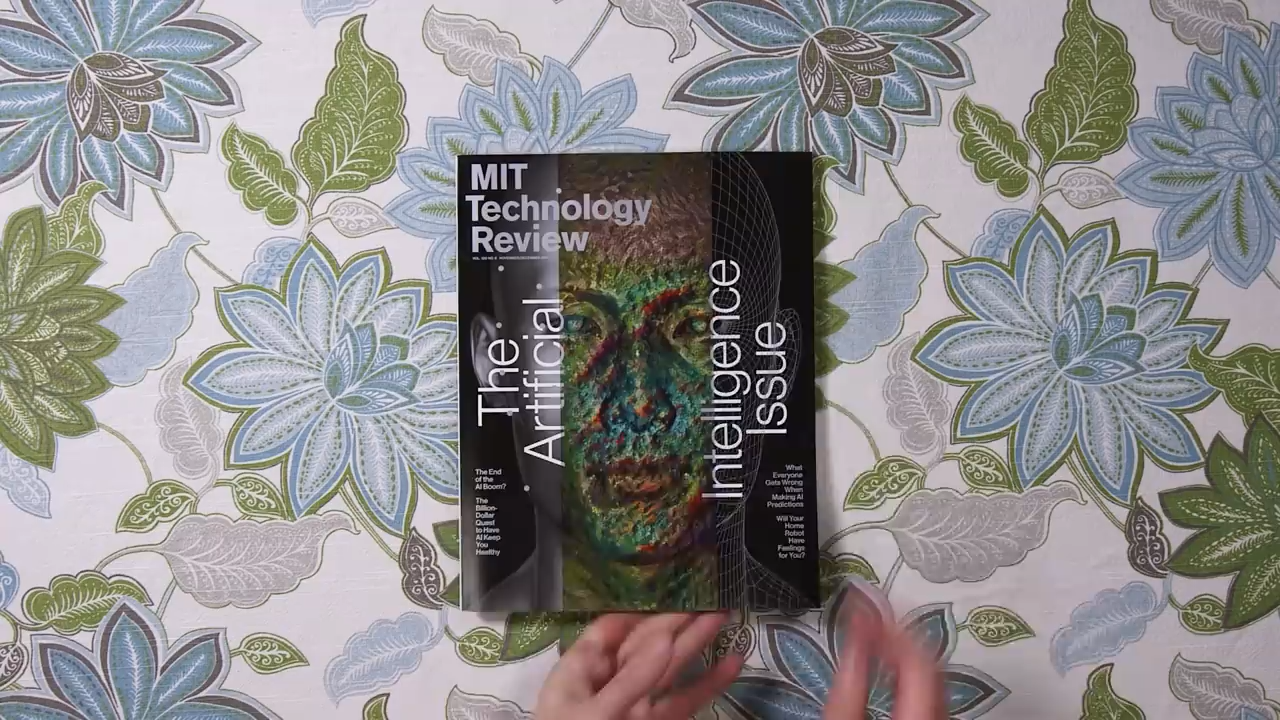 MIT
Technology
Review
The
Artificial
Intelligence
Issue
The End
of the
AI Boom?
The
Billion-
Dollar
Quest
to Have
AI Keep
You
Healthy
What
Everyone
Gets Wrong
When
Making AI
Predictions
Will Your
Home
Robot
Have
Feelings
for You?